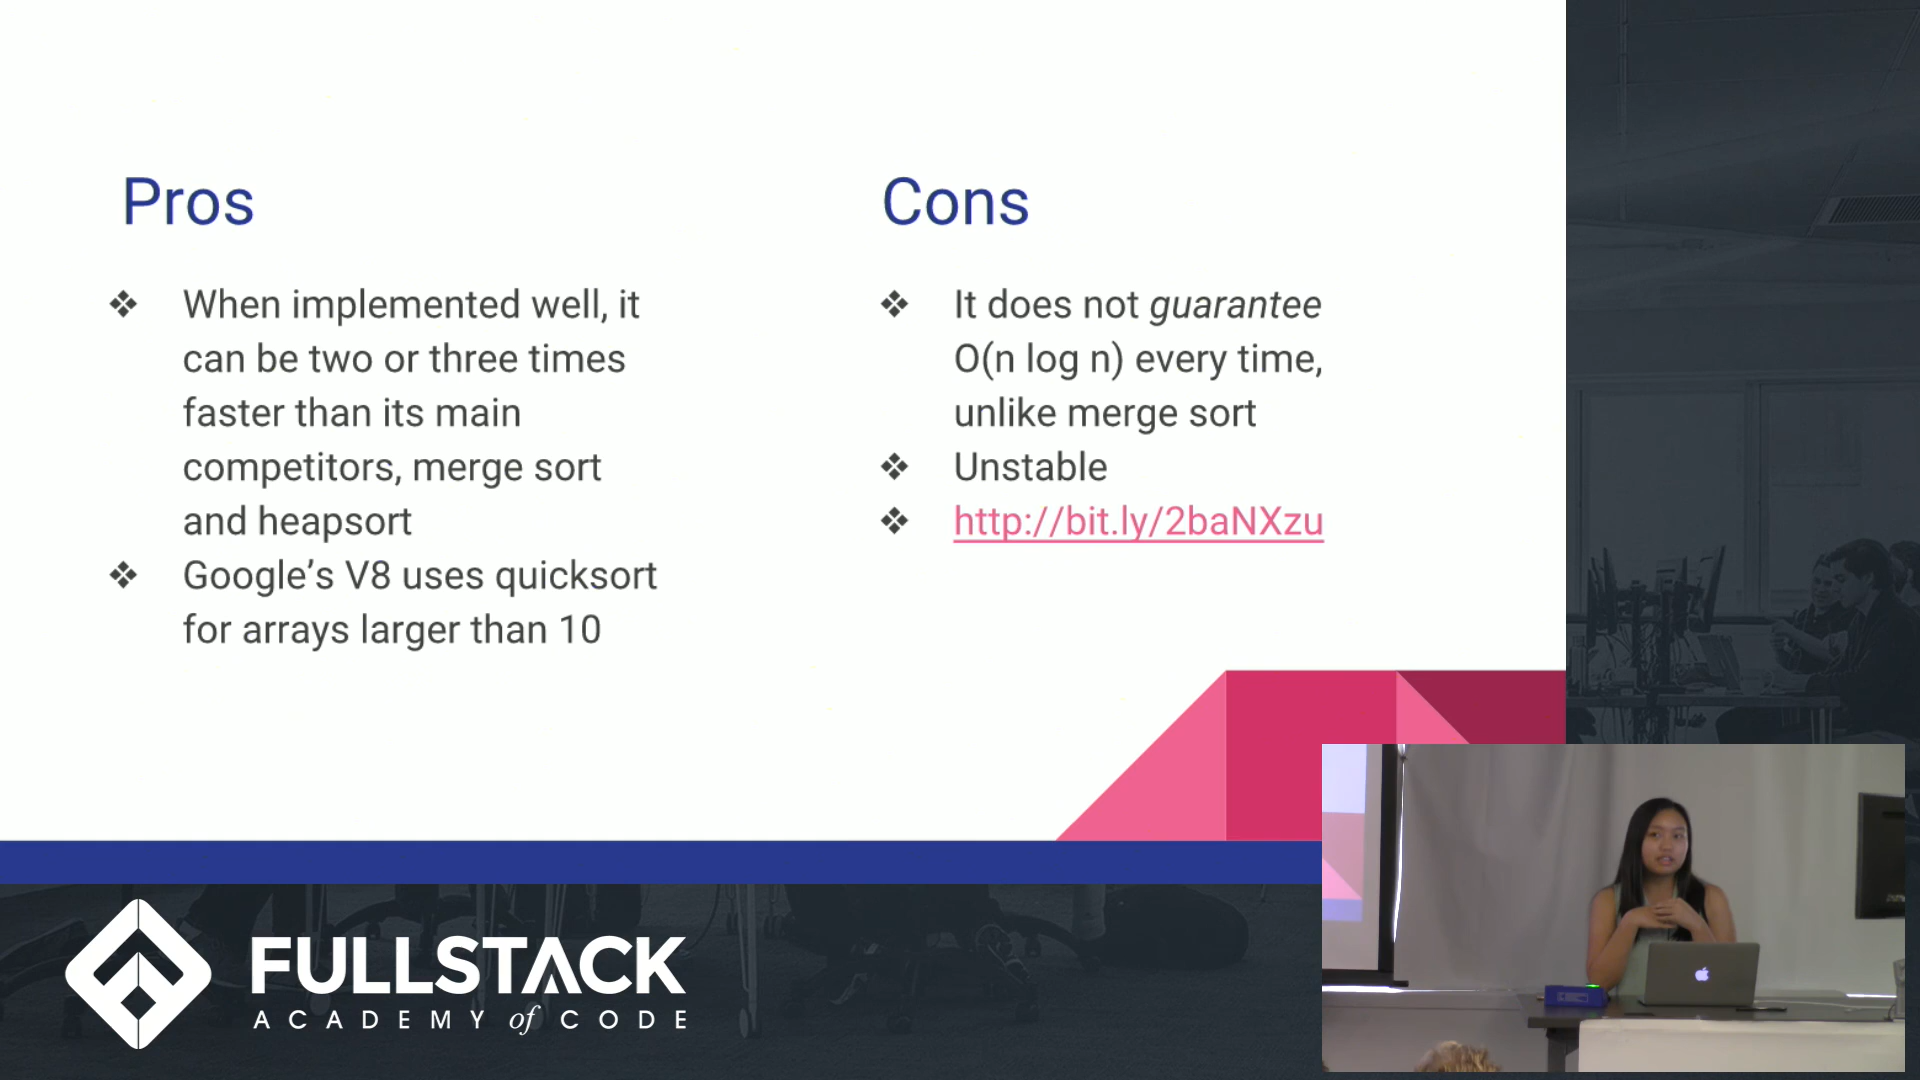 Pros
❖ When implemented well, it
can be two or three times
faster than its main
competitors, merge sort
and heapsort
❖ Google’s V8 uses quicksort
for arrays larger than 10
Cons
❖ It does not guarantee
O(n log n) every time,
unlike merge sort
❖ Unstable
❖ http://bit.ly/2baNXzu
FULLSTACK
ACADEMY of CODE